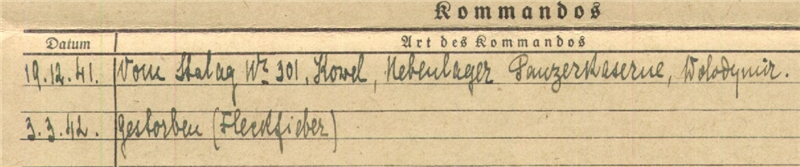 Kommandos
Datum Art des Kommandos
19.12.41. Vom Stalag Nr. 301, Kowel, Nebenlager Panzerkaserne, Wolodymir.
3.3.42. gestorben (Fleckfieber)